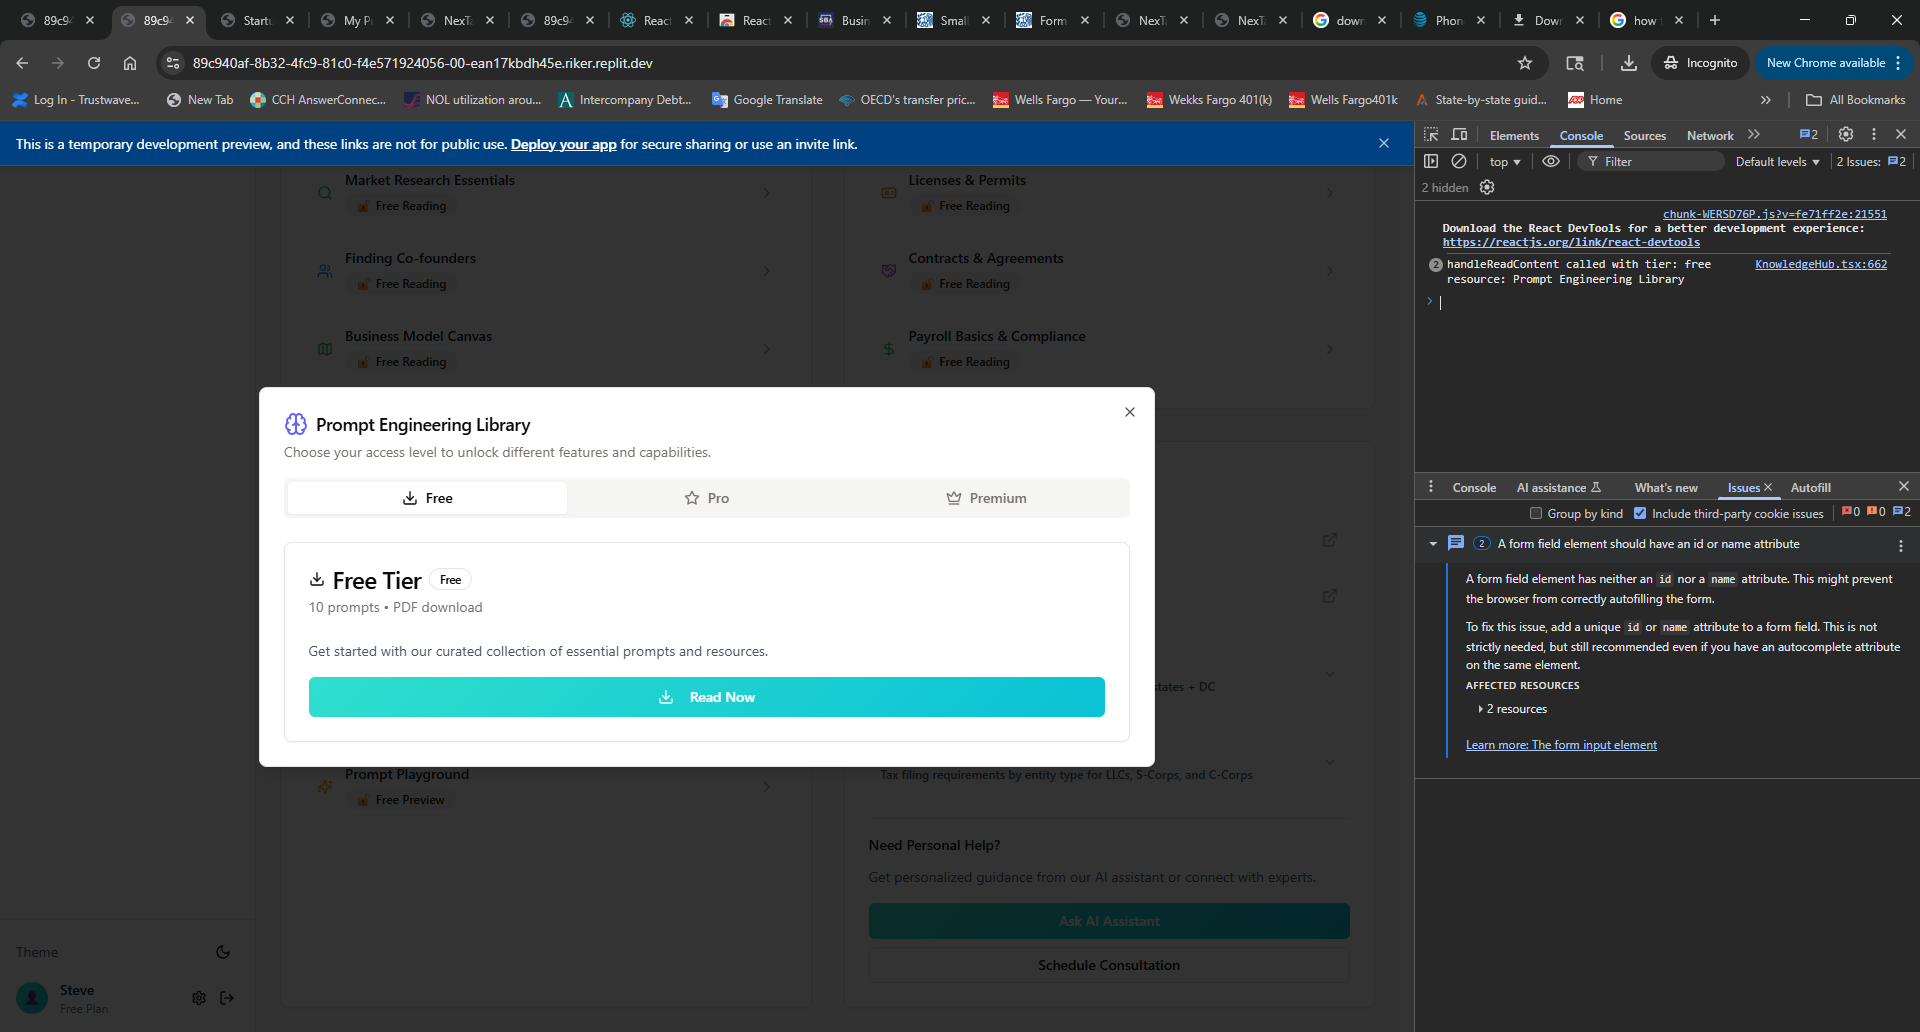 89c94
89c94
Startu
My Pr
NexTa
89c94
React
React
SBA
Busin
Small
Form
NexTa
NexTa
down
Phon
Down
how t
89c940af-8b32-4fc9-81c0-f4e571924056-00-ean17kbdh45e.riker.replit.dev
Incognito
New Chrome available
Log In - Trustwave...
New Tab
CCH AnswerConnec...
NOL utilization arou...
Intercompany Debt...
Google Translate
OECD's transfer pric...
Wells Fargo — Your...
Wekks Fargo 401(k)
Wells Fargo401k
State-by-state guid...
Home
All Bookmarks
This is a temporary development preview, and these links are not for public use. Deploy your app for secure sharing or use an invite link.
Market Research Essentials
Free Reading
Licenses & Permits
Free Reading
Finding Co-founders
Free Reading
Contracts & Agreements
Free Reading
Business Model Canvas
Free Reading
Payroll Basics & Compliance
Free Reading
Prompt Engineering Library
Choose your access level to unlock different features and capabilities.
Free
Pro
Premium
Free Tier
Free
10 prompts • PDF download
Get started with our curated collection of essential prompts and resources.
Read Now
states + DC
Prompt Playground
Free Preview
Tax filing requirements by entity type for LLCs, S-Corps, and C-Corps
Need Personal Help?
Get personalized guidance from our AI assistant or connect with experts.
Ask AI Assistant
Schedule Consultation
Theme
Steve
Free Plan
Elements
Console
Sources
Network
2
top
Filter
Default levels
2 Issues:
2
2 hidden
chunk-WERSD76P.js?v=fe71ff2e:21551
Download the React DevTools for a better development experience:
https://reactjs.org/link/react-devtools
2
handleReadContent called with tier: free
KnowledgeHub.tsx:662
resource: Prompt Engineering Library
Console
AI assistance
What's new
Issues
Autofill
Group by kind
Include third-party cookie issues
0
0
2
2
A form field element should have an id or name attribute
A form field element has neither an id nor a name attribute. This might prevent
the browser from correctly autofilling the form.
To fix this issue, add a unique id or name attribute to a form field. This is not
strictly needed, but still recommended even if you have an autocomplete attribute
on the same element.
AFFECTED RESOURCES
2 resources
Learn more: The form input element